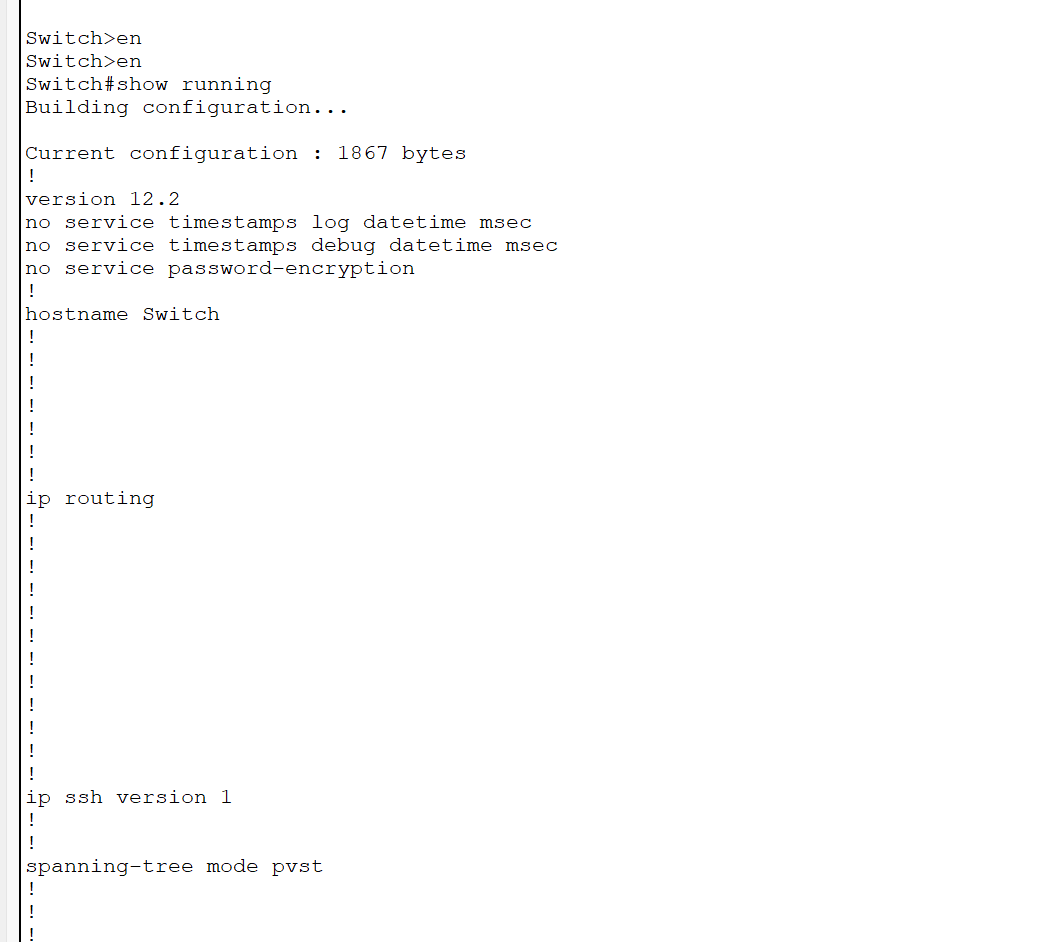 Switch>en
Switch>en
Switch#show running
Building configuration...
Current configuration : 1867 bytes
!
version 12.2
no service timestamps log datetime msec
no service timestamps debug datetime msec
no service password-encryption
!
hostname Switch
!
!
!
!
!
!
!
ip routing
!
!
!
!
!
!
!
!
!
!
!
!
ip ssh version 1
!
!
spanning-tree mode pvst
!
!
!